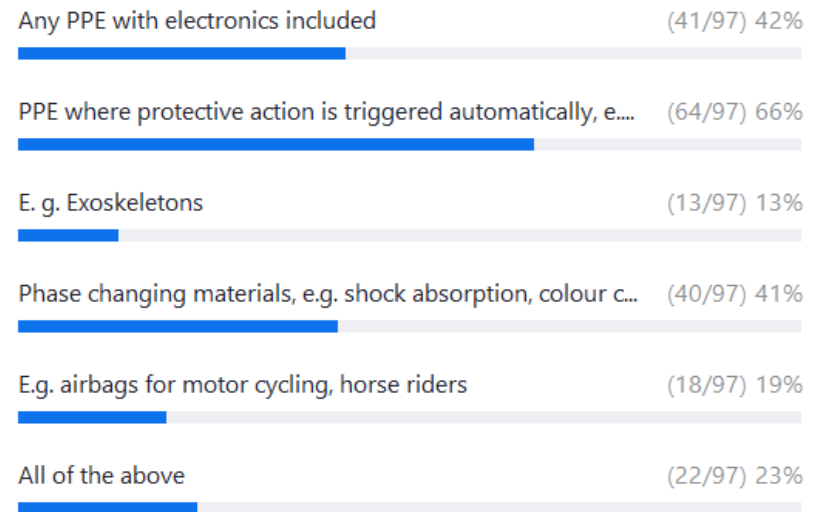 Any PPE with electronics included (41/97) 42%
PPE where protective action is triggered automatically, e.... (64/97) 66%
E. g. Exoskeletons (13/97) 13%
Phase changing materials, e.g. shock absorption, colour c... (40/97) 41%
E.g. airbags for motor cycling, horse riders (18/97) 19%
All of the above (22/97) 23%